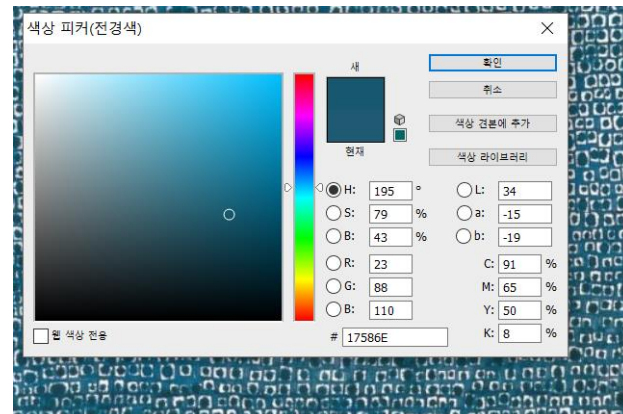 색상 피커(전경색)
새
현재
확인
취소
색상 견본에 추가
색상 라이브러리
H: 195 °
S: 79 %
B: 43 %
R: 23
G: 88
B: 110
# 17586E
L: 34
a: -15
b: -19
C: 91 %
M: 65 %
Y: 50 %
K: 8 %
웹 색상 전용